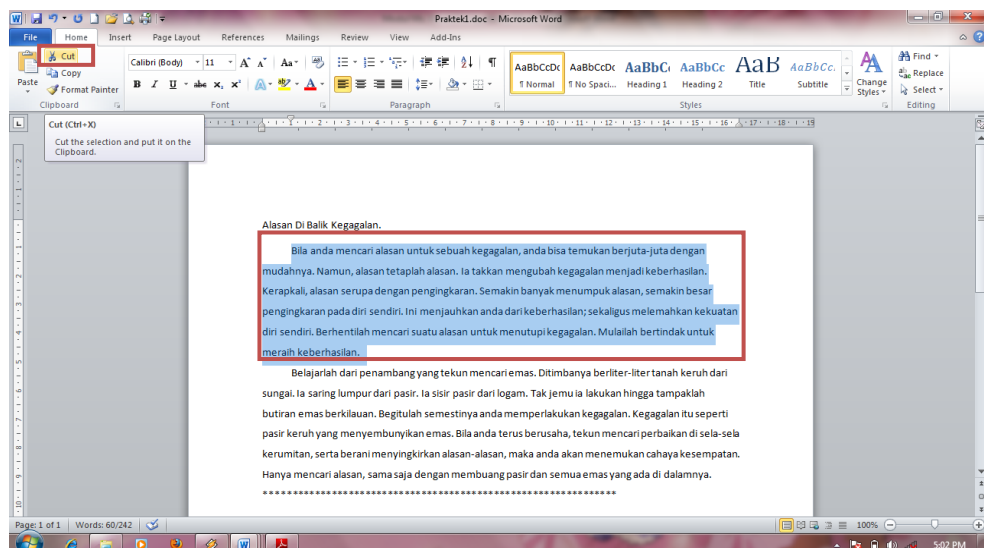 Praktek1.doc - Microsoft Word
File Home Insert Page Layout References Mailings Review View Add-Ins
Cut
Copy
Format Painter
Paste
Clipboard
Calibri (Body) 11
Font
Paragraph
AaBbCcDc AaBbCcDc AaBbC AaBbCc AaB AaBbCc.
¶ Normal ¶ No Spaci... Heading 1 Heading 2 Title Subtitle
Change Styles
Styles
Find
Replace
Select
Editing
Cut (Ctrl+X)
Cut the selection and put it on the
Clipboard.
Alasan Di Balik Kegagalan.
Bila anda mencari alasan untuk sebuah kegagalan, anda bisa temukan berjuta-juta dengan
mudahnya. Namun, alasan tetaplah alasan. Ia takkan mengubah kegagalan menjadi keberhasilan.
Kerapkali, alasan serupa dengan pengingkaran. Semakin banyak menumpuk alasan, semakin besar
pengingkaran pada diri sendiri. Ini menjauhkan anda dari keberhasilan; sekaligus melemahkan kekuatan
diri sendiri. Berhentilah mencari suatu alasan untuk menutupi kegagalan. Mulailah bertindak untuk
meraih keberhasilan.
Belajarlah dari penambang yang tekun mencari emas. Ditimbanya berliter-liter tanah keruh dari
sungai. Ia saring lumpur dari pasir. Ia sisir pasir dari logam. Tak jemu ia lakukan hingga tampaklah
butiran emas berkilauan. Begitulah semestinya anda memperlakukan kegagalan. Kegagalan itu seperti
pasir keruh yang menyembunyikan emas. Bila anda terus berusaha, tekun mencari perbaikan di sela-sela
kerumitan, serta berani menyingkirkan alasan-alasan, maka anda akan menemukan cahaya kesempatan.
Hanya mencari alasan, sama saja dengan membuang pasir dan semua emas yang ada di dalamnya.
Page: 1 of 1 Words: 60/242 100%
5:02 PM